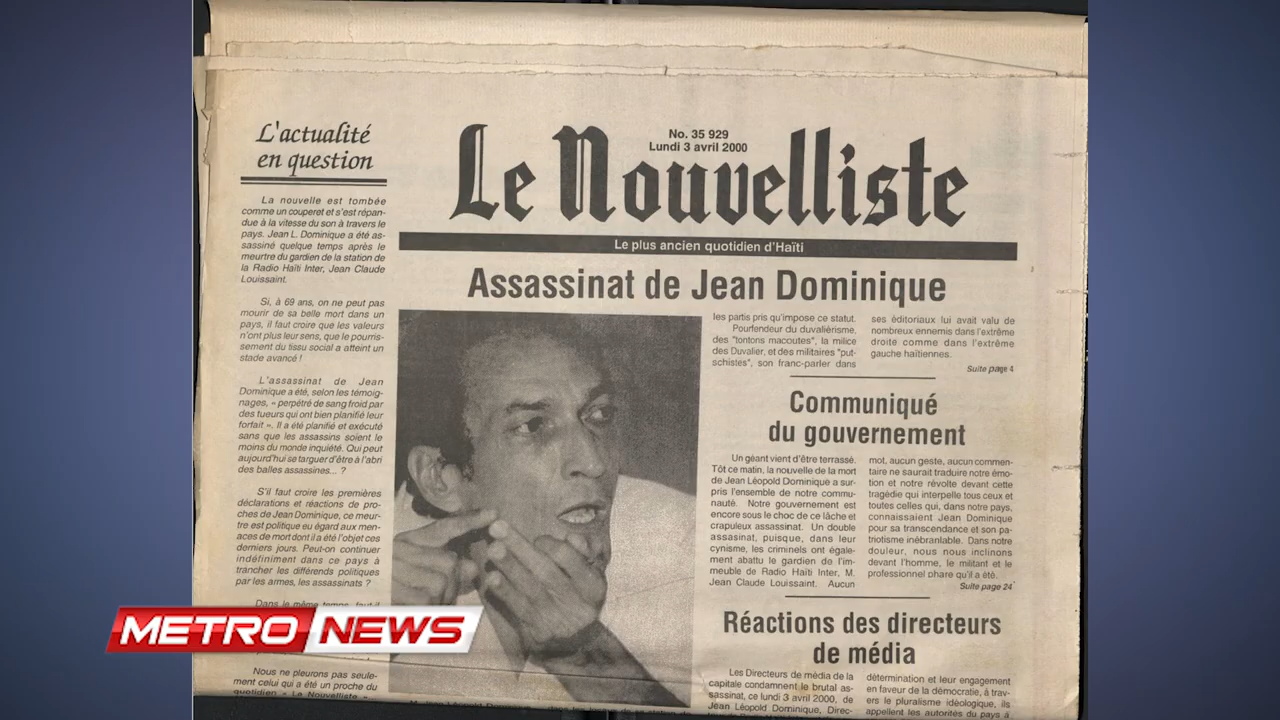 L'actualité
en question
La nouvelle est tombée
comme un couperet et s'est répan-
due à la vitesse du son à travers le
pays. Jean L. Dominique a été as-
sassiné quelque temps après le
meurtre du gardien de la station de
la Radio Haïti Inter, Jean Claude
Louissaint.
Si, à 69 ans, on ne peut pas
mourir de sa belle mort dans un
pays, il faut croire que les valeurs
n'ont plus leur sens, que le pourris-
sement du tissu social a atteint un
stade avancé !
L'assassinat de Jean
Dominique a été, selon les témoig-
nages, « perpétré de sang froid par
des tueurs qui ont bien planifié leur
forfait ». Il a été planifié et exécuté
sans que les assassins soient le
moins du monde inquiété. Qui peut
aujourd'hui se targuer d'être à l'abri
des balles assassines... ?
S'il faut croire les premières
déclarations et réactions de pro-
ches de Jean Dominique, ce meur-
tre est politique eu égard aux men-
aces de mort dont il a été l'objet ces
derniers jours. Peut-on continuer
indéfiniment dans ce pays à
trancher les différends politiques
par les armes, les assassinats ?
Dans le même temps, faut-il
Nous ne pleurons pas seule-
ment celui qui a été un proche du
quotidien « Le Nouvelliste »
No. 35 929
Lundi 3 avril 2000
Le Nouvelliste
Le plus ancien quotidien d'Haïti
Assassinat de Jean Dominique
les partis pris qu'impose ce statut.
Pourfendeur du duvaliérisme,
des "tontons macoutes", la milice
des Duvalier, et des militaires "put-
schistes", son franc-parler dans
ses éditoriaux lui avait valu de
nombreux ennemis dans l'extrême
droite comme dans l'extrême
gauche haïtiennes.
Suite page 4
Communiqué
du gouvernement
Un géant vient d'être terrassé.
Tôt ce matin, la nouvelle de la mort
de Jean Léopold Dominique a sur-
pris l'ensemble de notre commu-
nauté. Notre gouvernement est
encore sous le choc de ce lâche et
crapuleux assassinat. Un double
assasinat, puisque, dans leur
cynisme, les criminels ont égale-
ment abattu le gardien de l'im-
meuble de Radio Haïti Inter, M.
Jean Claude Louissaint. Aucun
mot, aucun geste, aucun commen-
taire ne saurait traduire notre émo-
tion et notre révolte devant cette
tragédie qui interpelle tous ceux et
toutes celles qui, dans notre pays,
connaissaient Jean Dominique
pour sa transcendance et son pa-
triotisme inébranlable. Dans notre
douleur, nous nous inclinons
devant l'homme, le militant et le
professionnel phare qu'il a été.
Suite page 24
Réactions des directeurs
de média
Les Directeurs de média de la
capitale condamnent le brutal as-
sassinat, ce lundi 3 avril 2000, de
Jean Léopold Dominique, Direc-
détermination et leur engagement
en faveur de la démocratie, à trav-
ers le pluralisme idéologique, ils
appellent les autorités du pays à
METRO NEWS